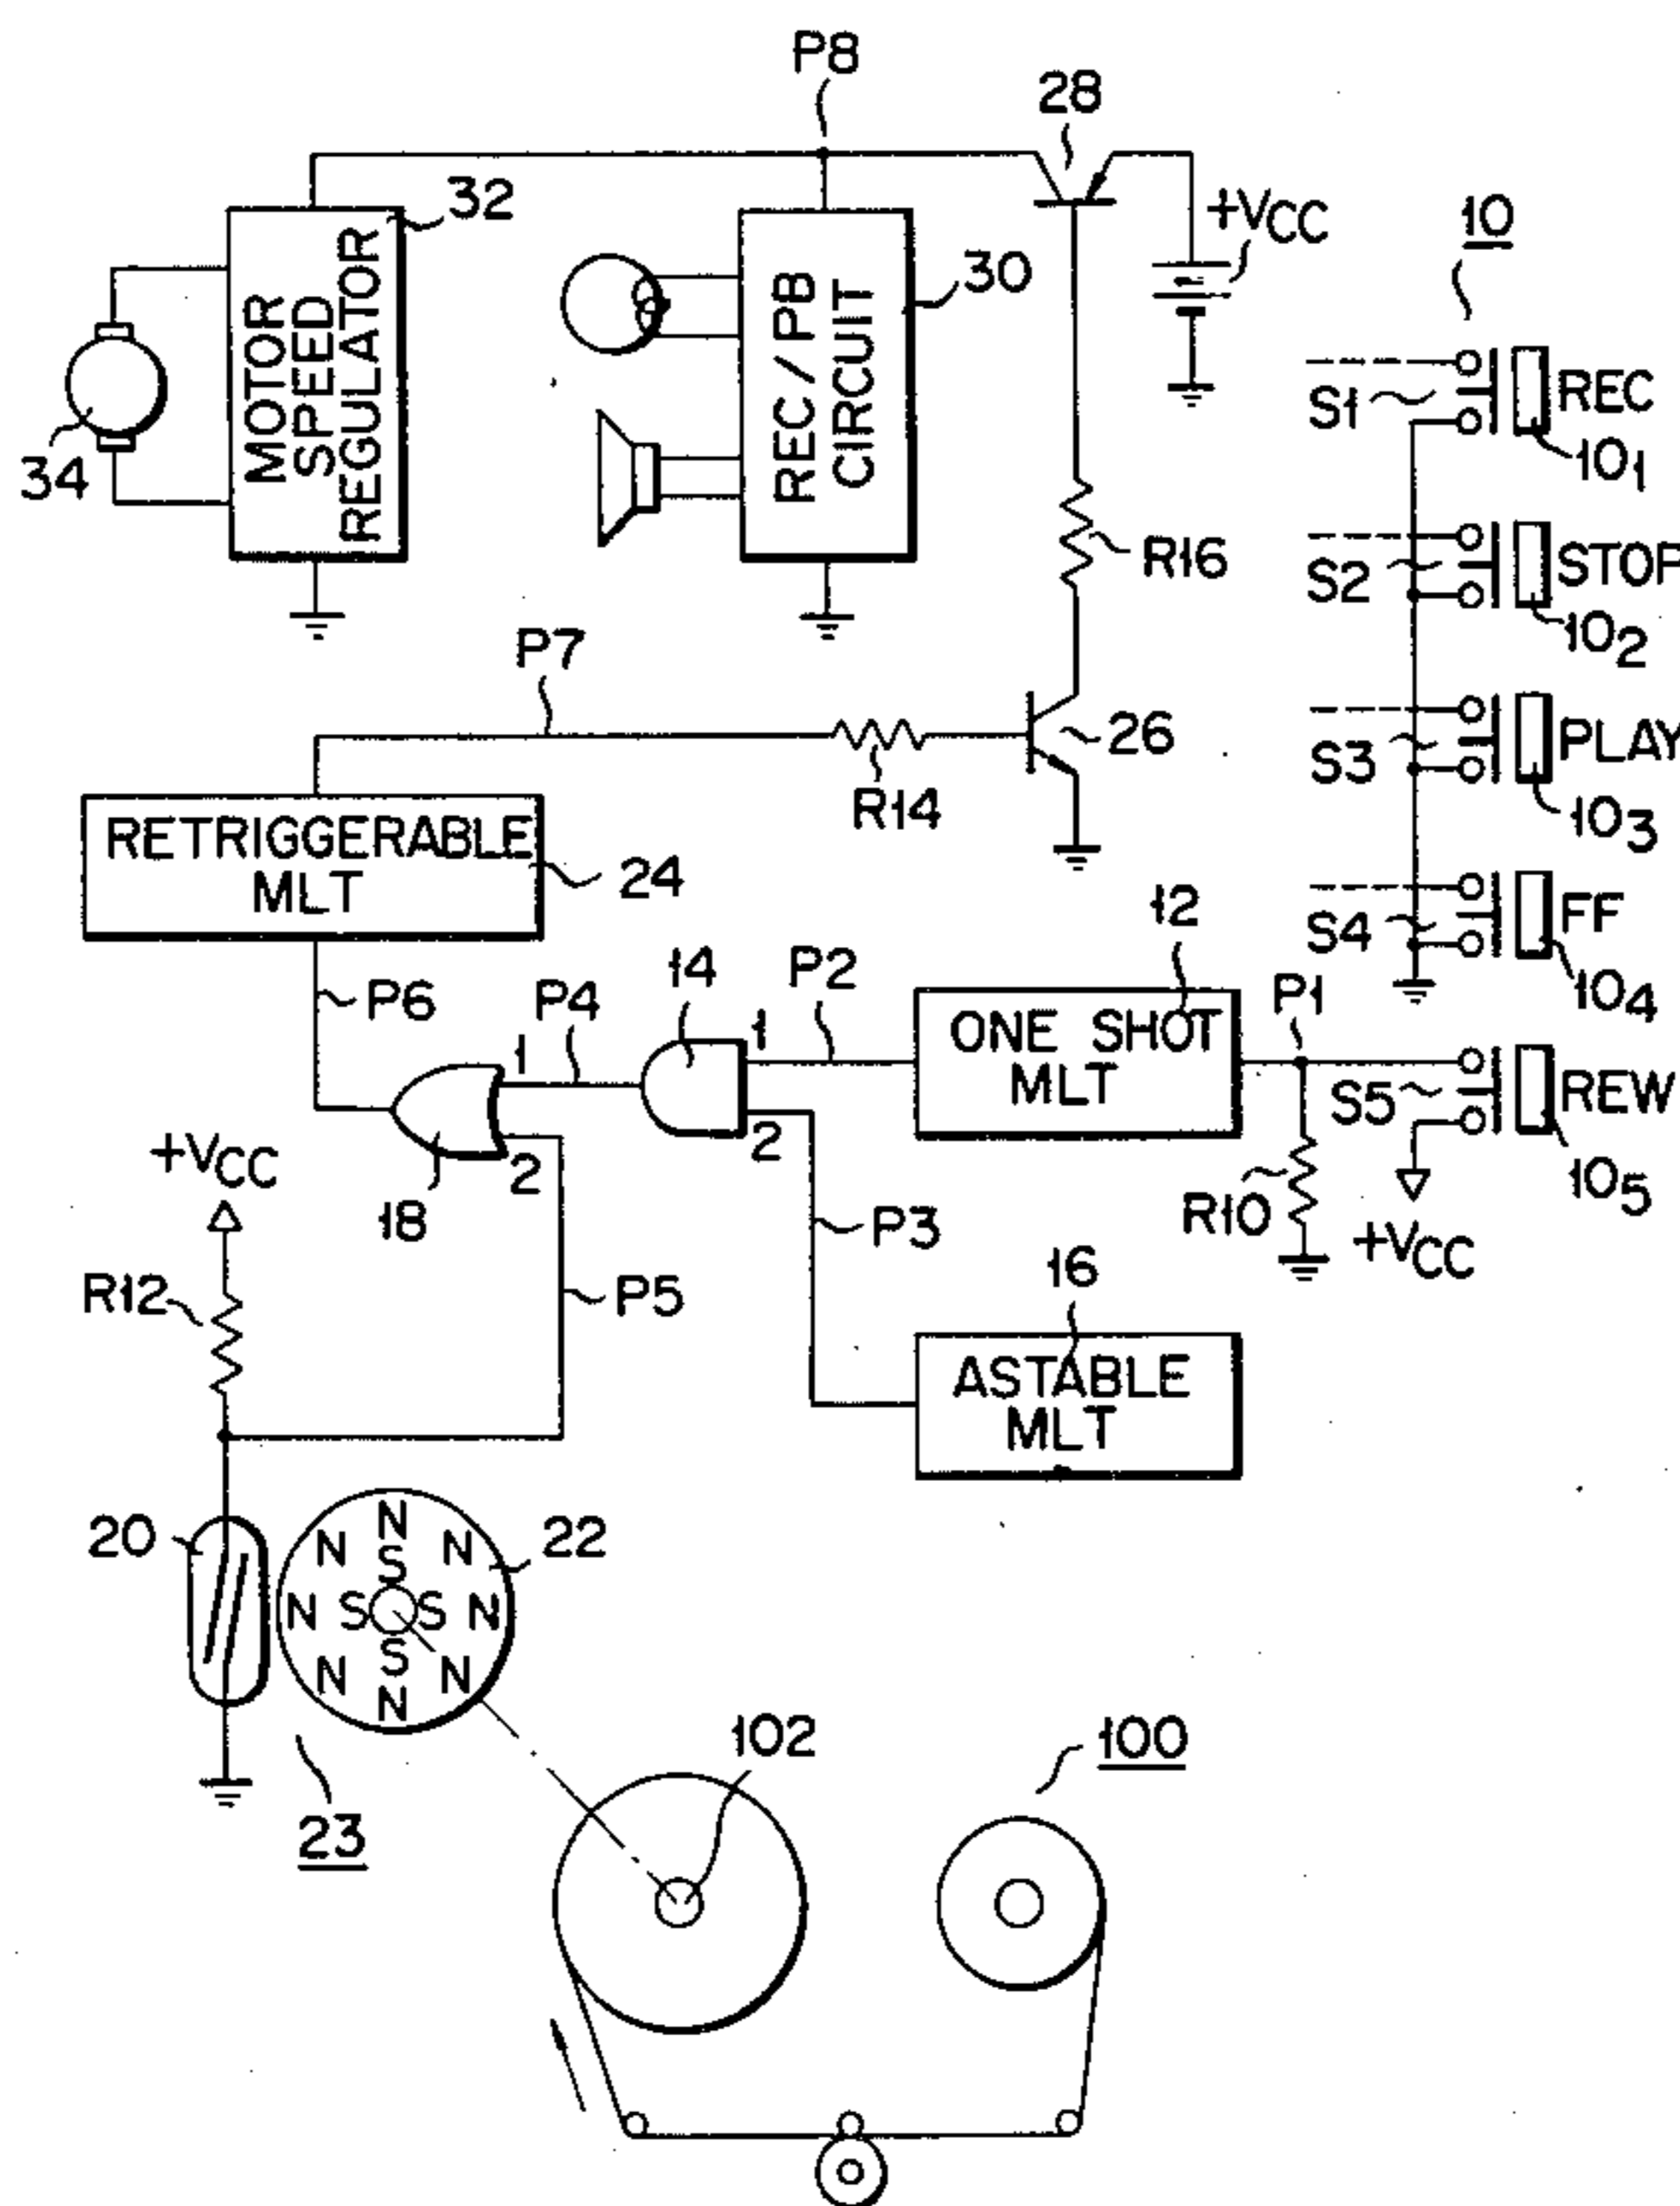 P8
28
32
+VCC
10
MOTOR
SPEED
REGULATOR
REC / PB
CIRCUIT
30
S1
REC
101
34
R16
S2
STOP
102
P7
26
S3
PLAY
103
R14
RETRIGGERABLE
MLT
24
12
S4
FF
104
P6
P4
14
P2
ONE SHOT
MLT
P1
1
1
S5
REW
105
2
2
+VCC
18
P3
R10
+VCC
R12
P5
16
ASTABLE
MLT
20
N
N N
S
22
N S S N
S
N N
N
102
100
23